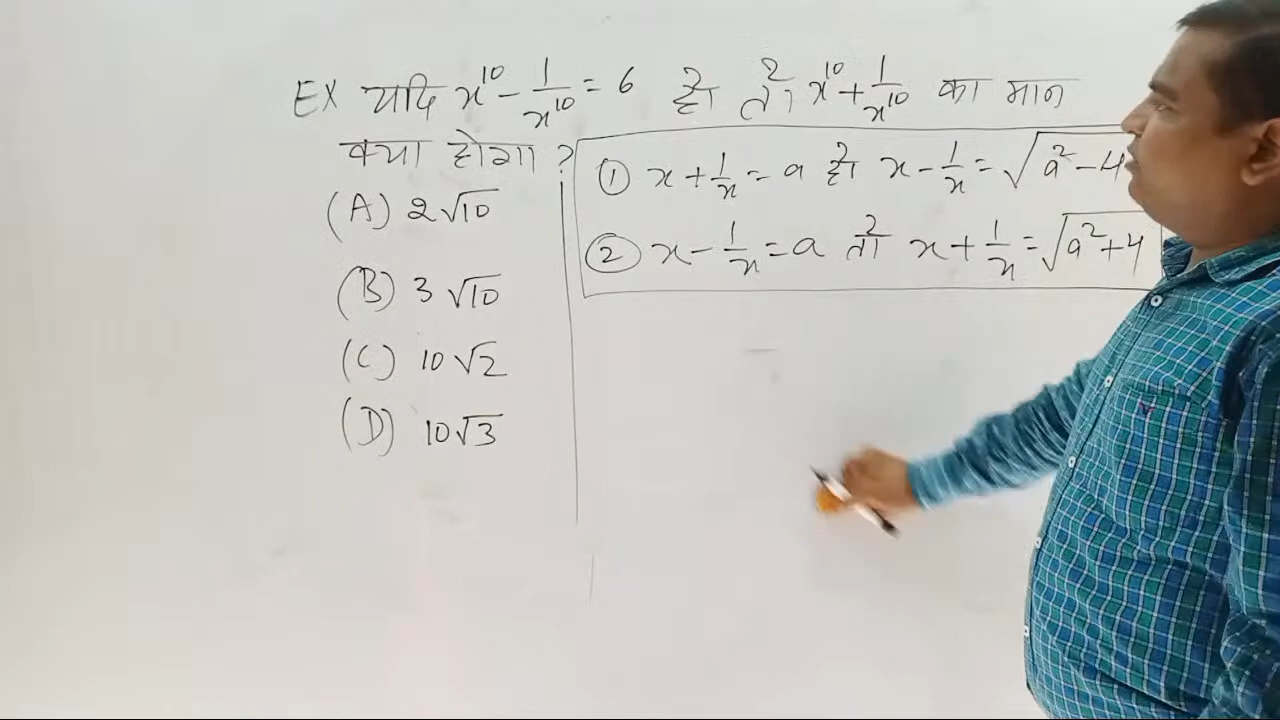 EX यदि x¹⁰ - 1/x¹⁰ = 6 हो तो x¹⁰ + 1/x¹⁰ का मान
क्या होगा ?
① x + 1/x = a हो x - 1/x = √(a² - 4
② x - 1/x = a तो x + 1/x = √(a² + 4)
(A) 2√10
(B) 3√10
(C) 10√2
(D) 10√3